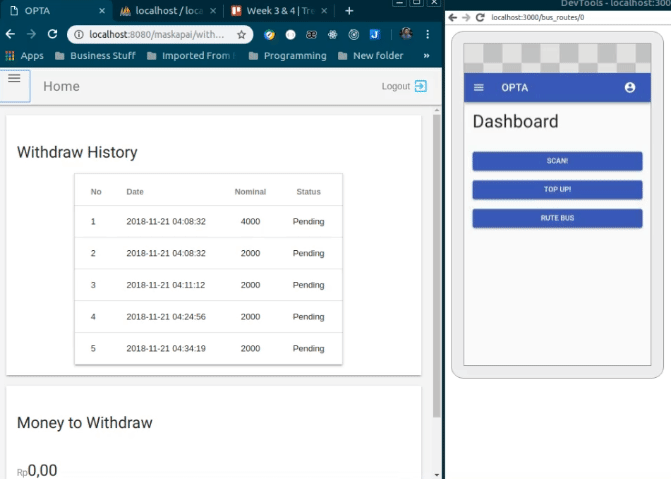 OPTA
localhost / loca
Week 3 & 4 | Tre
localhost:8080/maskapai/with...
Apps
Business Stuff
Imported From
Programming
New folder
»
Home
Logout
Withdraw History
No Date Nominal Status
1 2018-11-21 04:08:32 4000 Pending
2 2018-11-21 04:08:32 2000 Pending
3 2018-11-21 04:11:12 2000 Pending
4 2018-11-21 04:24:56 2000 Pending
5 2018-11-21 04:34:19 2000 Pending
Money to Withdraw
Rp0,00
DevTools - localhost:300
localhost:3000/bus_routes/0
OPTA
Dashboard
SCAN!
TOP UP!
RUTE BUS